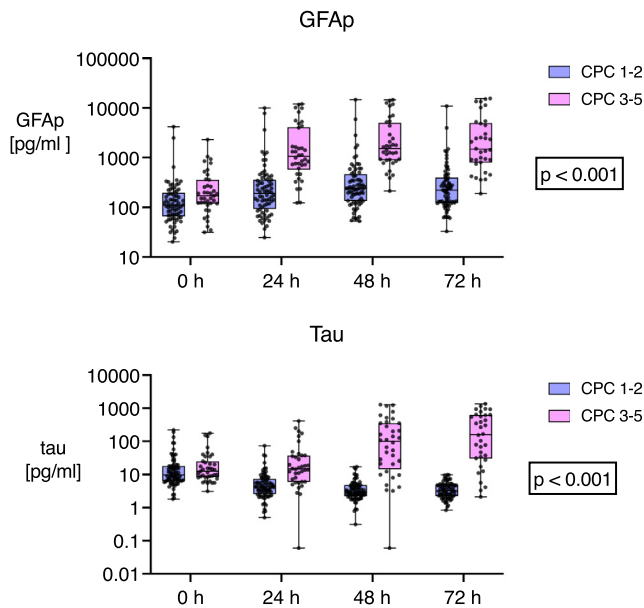 GFAp
100000
10000
1000
100
10
GFAp
[pg/ml ]
0 h 24 h 48 h 72 h
CPC 1-2
CPC 3-5
p < 0.001
Tau
10000
1000
100
10
1
0.1
0.01
tau
[pg/ml]
0 h 24 h 48 h 72 h
CPC 1-2
CPC 3-5
p < 0.001